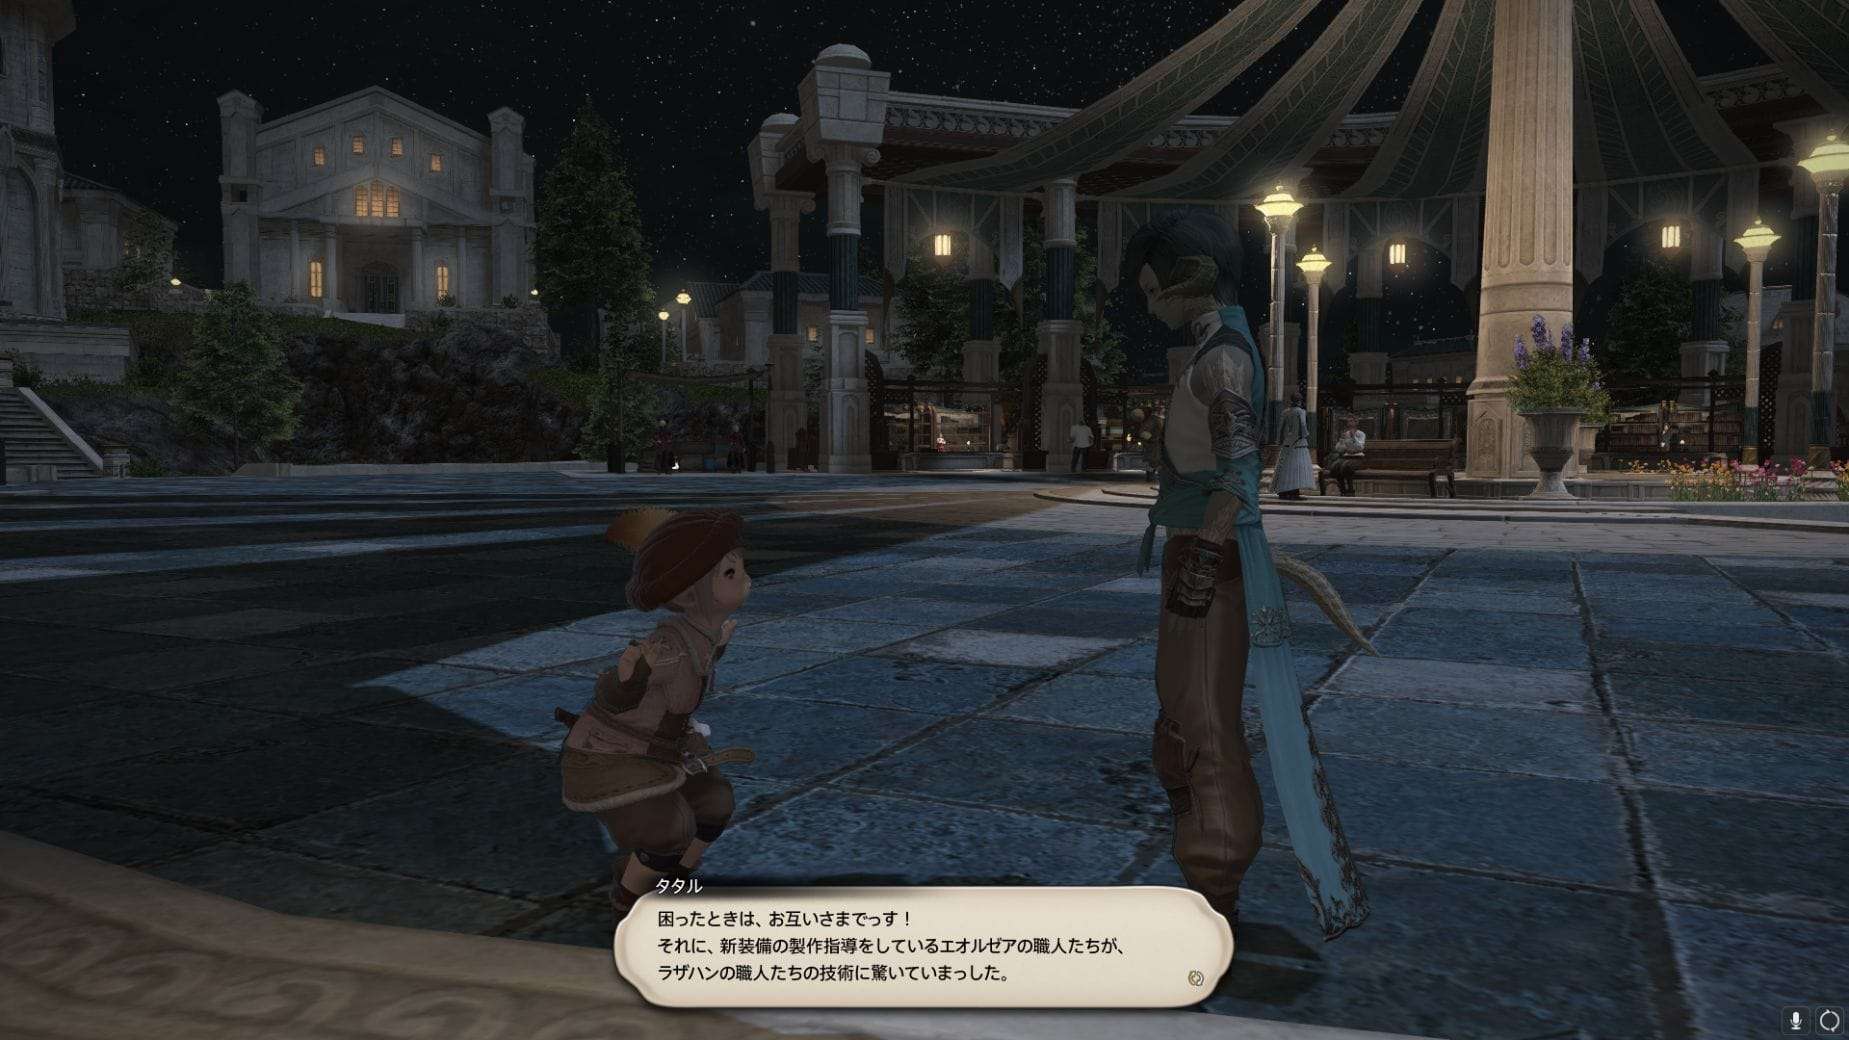 タタル
困ったときは、お互いさまでっす！
それに、新装備の製作指導をしているエオルゼアの職人たちが、
ラザハンの職人たちの技術に驚いていまっした。